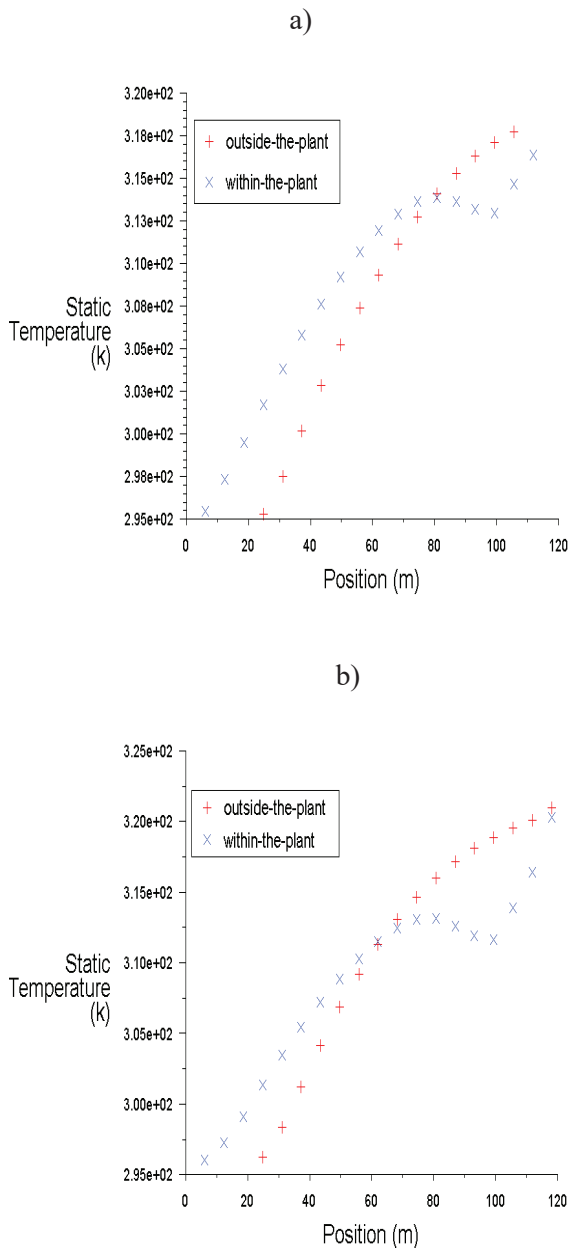 a)
3.20e+02
3.18e+02
3.15e+02
3.13e+02
3.10e+02
3.08e+02
3.05e+02
3.03e+02
3.00e+02
2.98e+02
2.95e+02
outside-the-plant
within-the-plant
Static
Temperature
(k)
0 20 40 60 80 100 120
Position (m)
b)
3.25e+02
3.20e+02
3.15e+02
3.10e+02
3.05e+02
3.00e+02
2.95e+02
outside-the-plant
within-the-plant
Static
Temperature
(k)
0 20 40 60 80 100 120
Position (m)